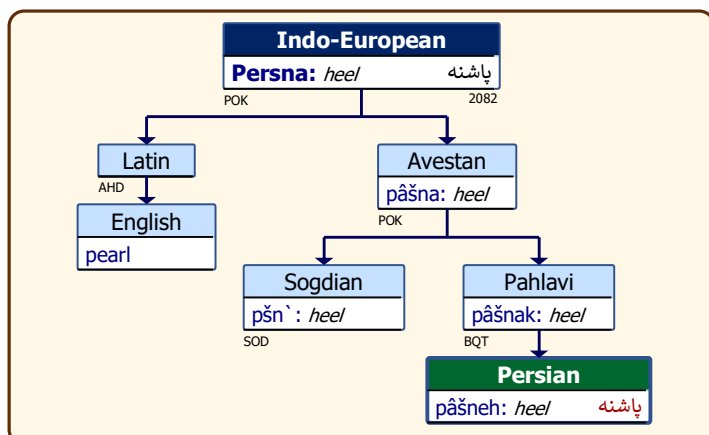 Indo-European
Persna: heel پاشنه
POK 2082
Latin Avestan
AHD pâšna: heel
English POK
pearl
Sogdian Pahlavi
pšn`: heel pâšnak: heel
SOD BQT
Persian
pâšneh: heel پاشنه